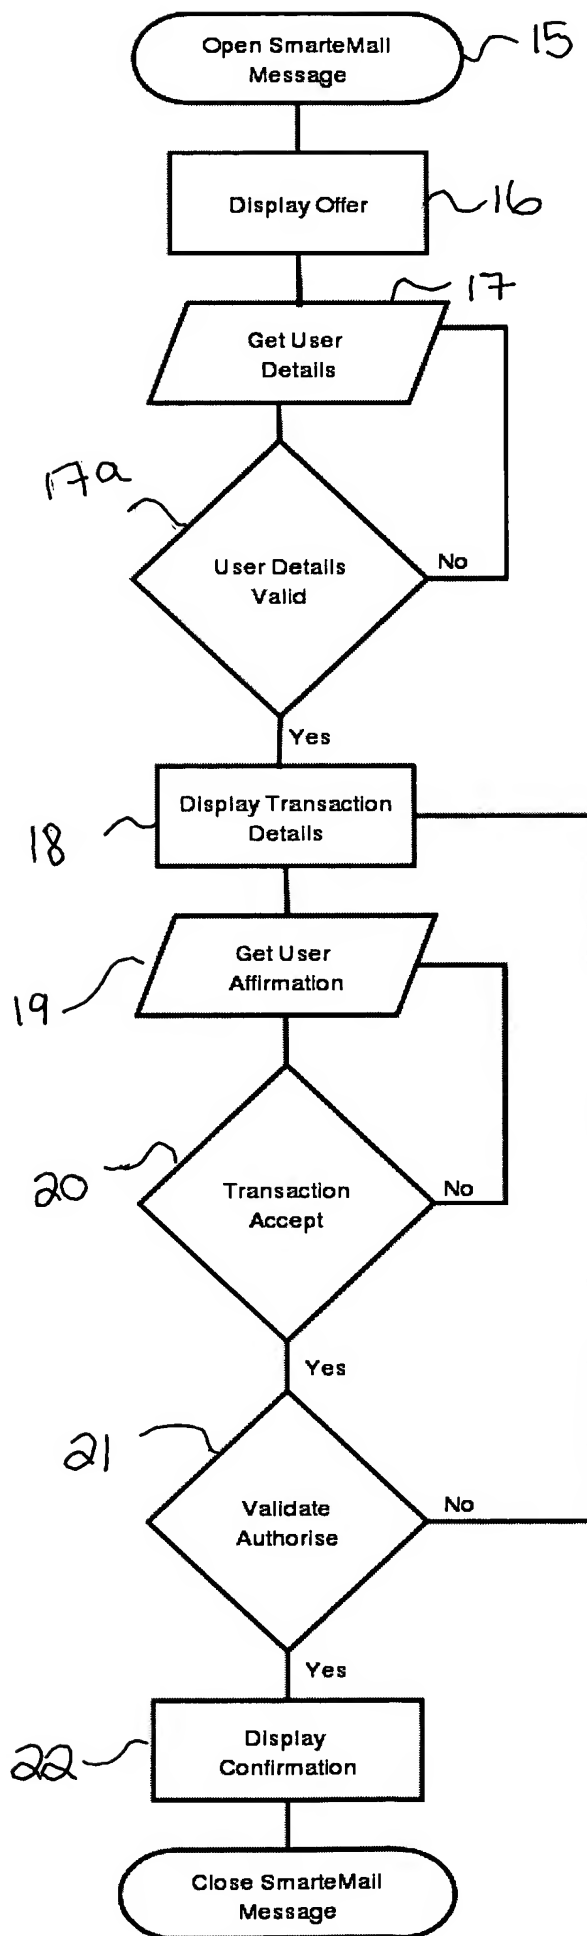 Open SmarteMail
Message
15
Display Offer
16
17
Get User
Details
17a
User Details
Valid
No
Yes
Display Transaction
Details
18
Get User
Affirmation
19
20
Transaction
Accept
No
Yes
21
Validate
Authorise
No
Yes
Display
Confirmation
22
Close SmarteMail
Message